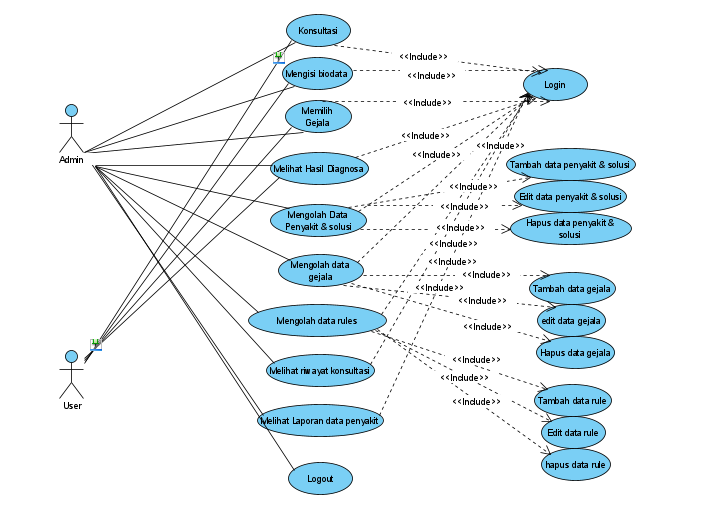 Konsultasi
<<Include>>
Mengisi biodata
<<Include>>
Login
Memilih
Gejala
<<Include>>
Admin
<<Include>>
<<Include>>
<<Include>>
Melihat Hasil Diagnosa
Tambah data penyakit & solusi
<<Include>>
Edit data penyakit & solusi
Mengolah Data
Penyakit & solusi
<<Include>>
Hapus data penyakit &
solusi
<<Include>>
<<Include>>
<<Include>>
Mengolah data
gejala
<<Include>>
Tambah data gejala
<<Include>>
<<Include>>
edit data gejala
Mengolah data rules
<<Include>>
Hapus data gejala
<<Include>>
Melihat riwayat konsultasi
<<Include>>
User
<<Include>>
Tambah data rule
Melihat Laporan data penyakit
Edit data rule
hapus data rule
Logout